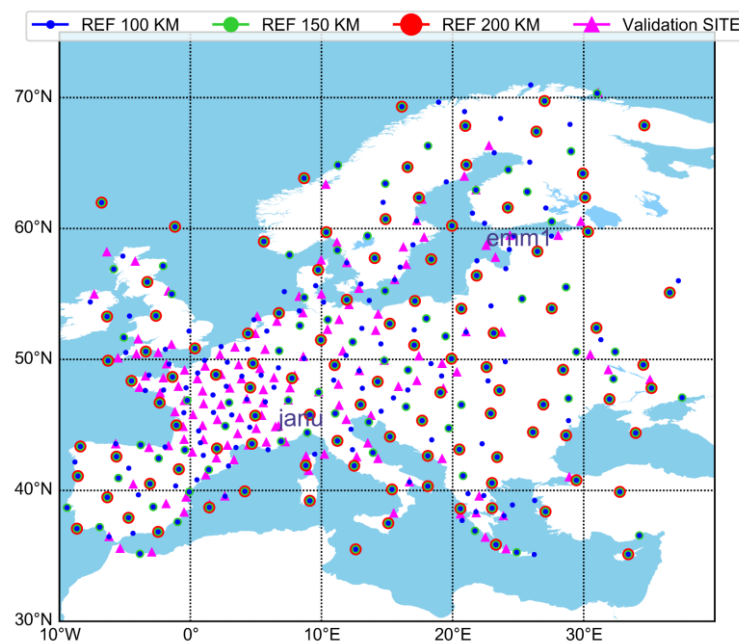 REF 100 KM REF 150 KM REF 200 KM Validation SITE
70°N
60°N
emm1
50°N
janu
40°N
30°N
10°W 0° 10°E 20°E 30°E